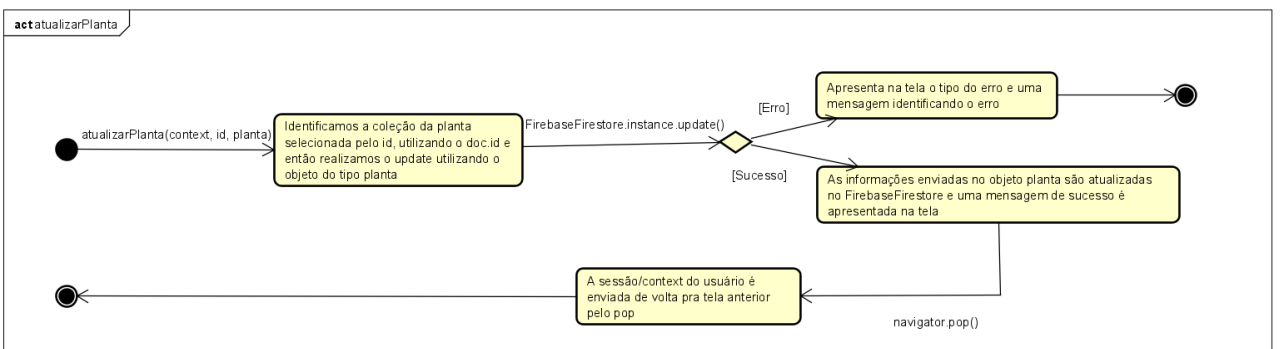 act atualizarPlanta
atualizarPlanta(context, id, planta)
Identificamos a coleção da planta
selecionada pelo id, utilizando o doc.id e
então realizamos o update utilizando o
objeto do tipo planta
FirebaseFirestore.instance.update()
[Erro]
Apresenta na tela o tipo do erro e uma
mensagem identificando o erro
[Sucesso]
As informações enviadas no objeto planta são atualizadas
no FirebaseFirestore e uma mensagem de sucesso é
apresentada na tela
navigator.pop()
A sessão/context do usuário é
enviada de volta pra tela anterior
pelo pop